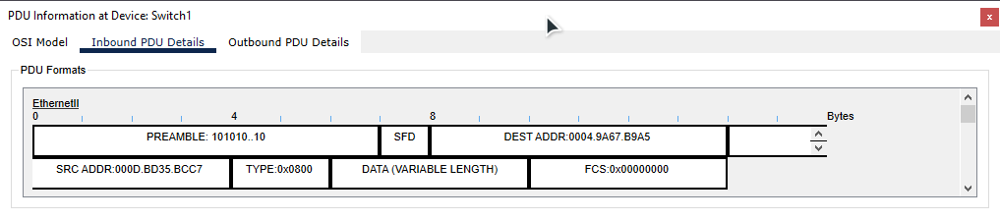 PDU Information at Device: Switch1 x
OSI Model Inbound PDU Details Outbound PDU Details
PDU Formats
EthernetII
0 4 8 Bytes
PREAMBLE: 101010..10 SFD DEST ADDR:0004.9A67.B9A5
SRC ADDR:000D.BD35.BCC7 TYPE:0x0800 DATA (VARIABLE LENGTH) FCS:0x00000000